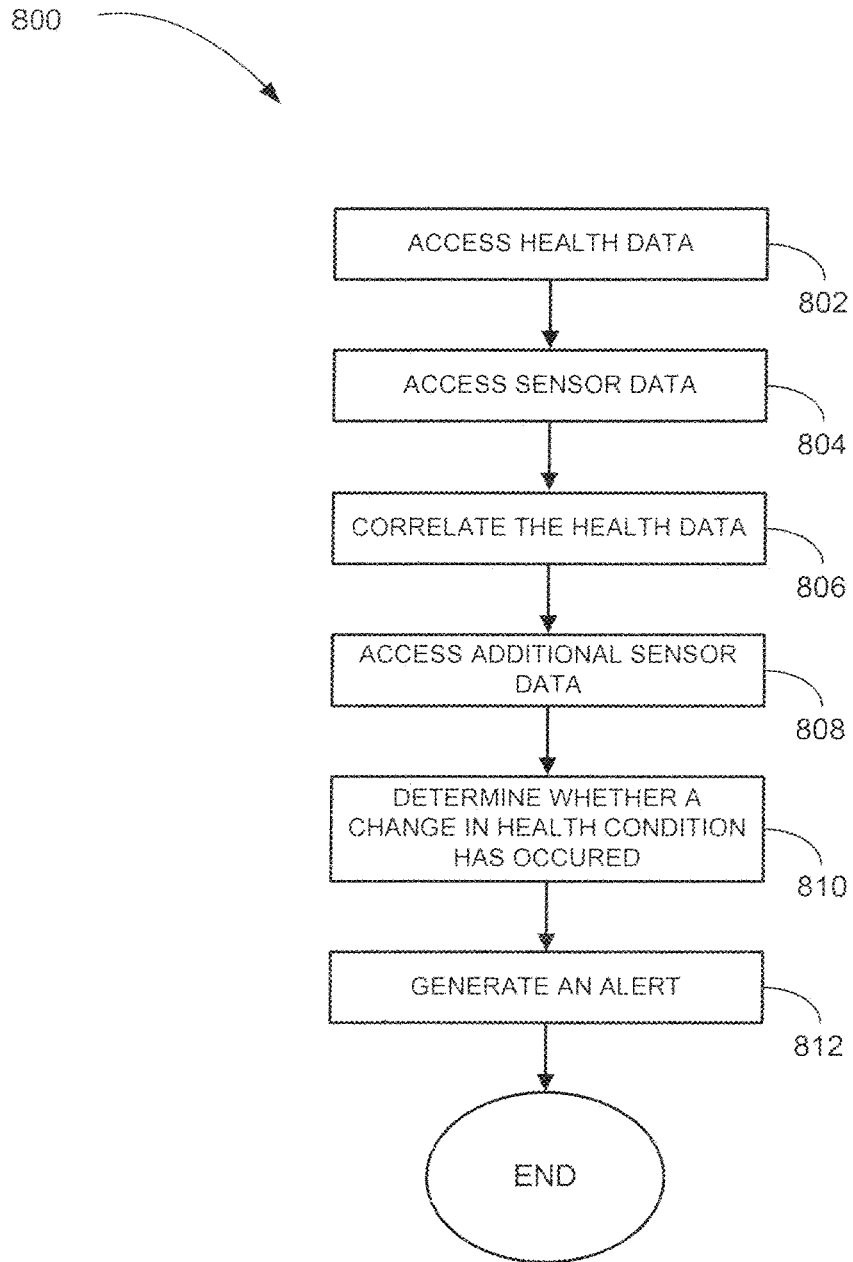 800
ACCESS HEALTH DATA
802
ACCESS SENSOR DATA
804
CORRELATE THE HEALTH DATA
806
ACCESS ADDITIONAL SENSOR
DATA
808
DETERMINE WHETHER A
CHANGE IN HEALTH CONDITION
HAS OCCURED
810
GENERATE AN ALERT
812
END